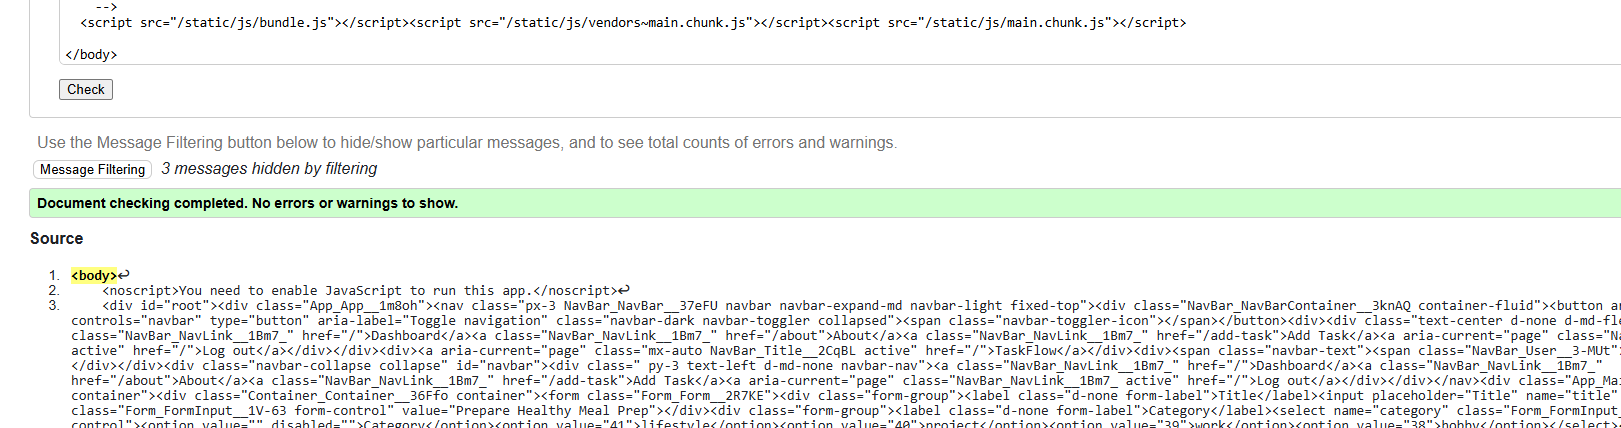 -->
<script src="/static/js/bundle.js"></script><script src="/static/js/vendors~main.chunk.js"></script><script src="/static/js/main.chunk.js"></script>
</body>
Check
Use the Message Filtering button below to hide/show particular messages, and to see total counts of errors and warnings.
Message Filtering 3 messages hidden by filtering
Document checking completed. No errors or warnings to show.
Source
1. <body>↩
2. <noscript>You need to enable JavaScript to run this app.</noscript>↩
3. <div id="root"><div class="App_App__1m8oh"><nav class="px-3 NavBar_NavBar__37eFU navbar navbar-expand-md navbar-light fixed-top"><div class="NavBar_NavBarContainer__3knAQ container-fluid"><button
controls="navbar" type="button" aria-label="Toggle navigation" class="navbar-dark navbar-toggler collapsed"><span class="navbar-toggler-icon"></span></button><div><div class="text-center d-none d-md-fle
class="NavBar_NavLink__1Bm7_" href="/">Dashboard</a><a class="NavBar_NavLink__1Bm7_" href="/about">About</a><a class="NavBar_NavLink__1Bm7_" href="/add-task">Add Task</a><a aria-current="page" class="Na
active" href="/">Log out</a></div></div><div><a aria-current="page" class="mx-auto NavBar_Title__2CqBL active" href="/">TaskFlow</a></div><div><span class="navbar-text"><span class="NavBar_User__3-MUt"
</div></div><div class="navbar-collapse collapse" id="navbar"><div class=" py-3 text-left d-md-none navbar-nav"><a class="NavBar_NavLink__1Bm7_" href="/">Dashboard</a><a class="NavBar_NavLink__1Bm7_"
href="/about">About</a><a class="NavBar_NavLink__1Bm7_" href="/add-task">Add Task</a><a aria-current="page" class="NavBar_NavLink__1Bm7_ active" href="/">Log out</a></div></div></nav><div class="App_Ma
container"><div class="Container_Container__36Ffo container"><form class="Form_Form__2R7KE"><div class="form-group"><label class="d-none form-label">Title</label><input placeholder="Title" name="title"
class="Form_FormInput__1V-63 form-control" value="Prepare Healthy Meal Prep"></div><div class="form-group"><label class="d-none form-label">Category</label><select name="category" class="Form_FormInput_
control"><option value="" disabled="">Category</option><option value="41">lifestyle</option><option value="40">project</option><option value="39">work</option><option value="38">hobby</option></select>